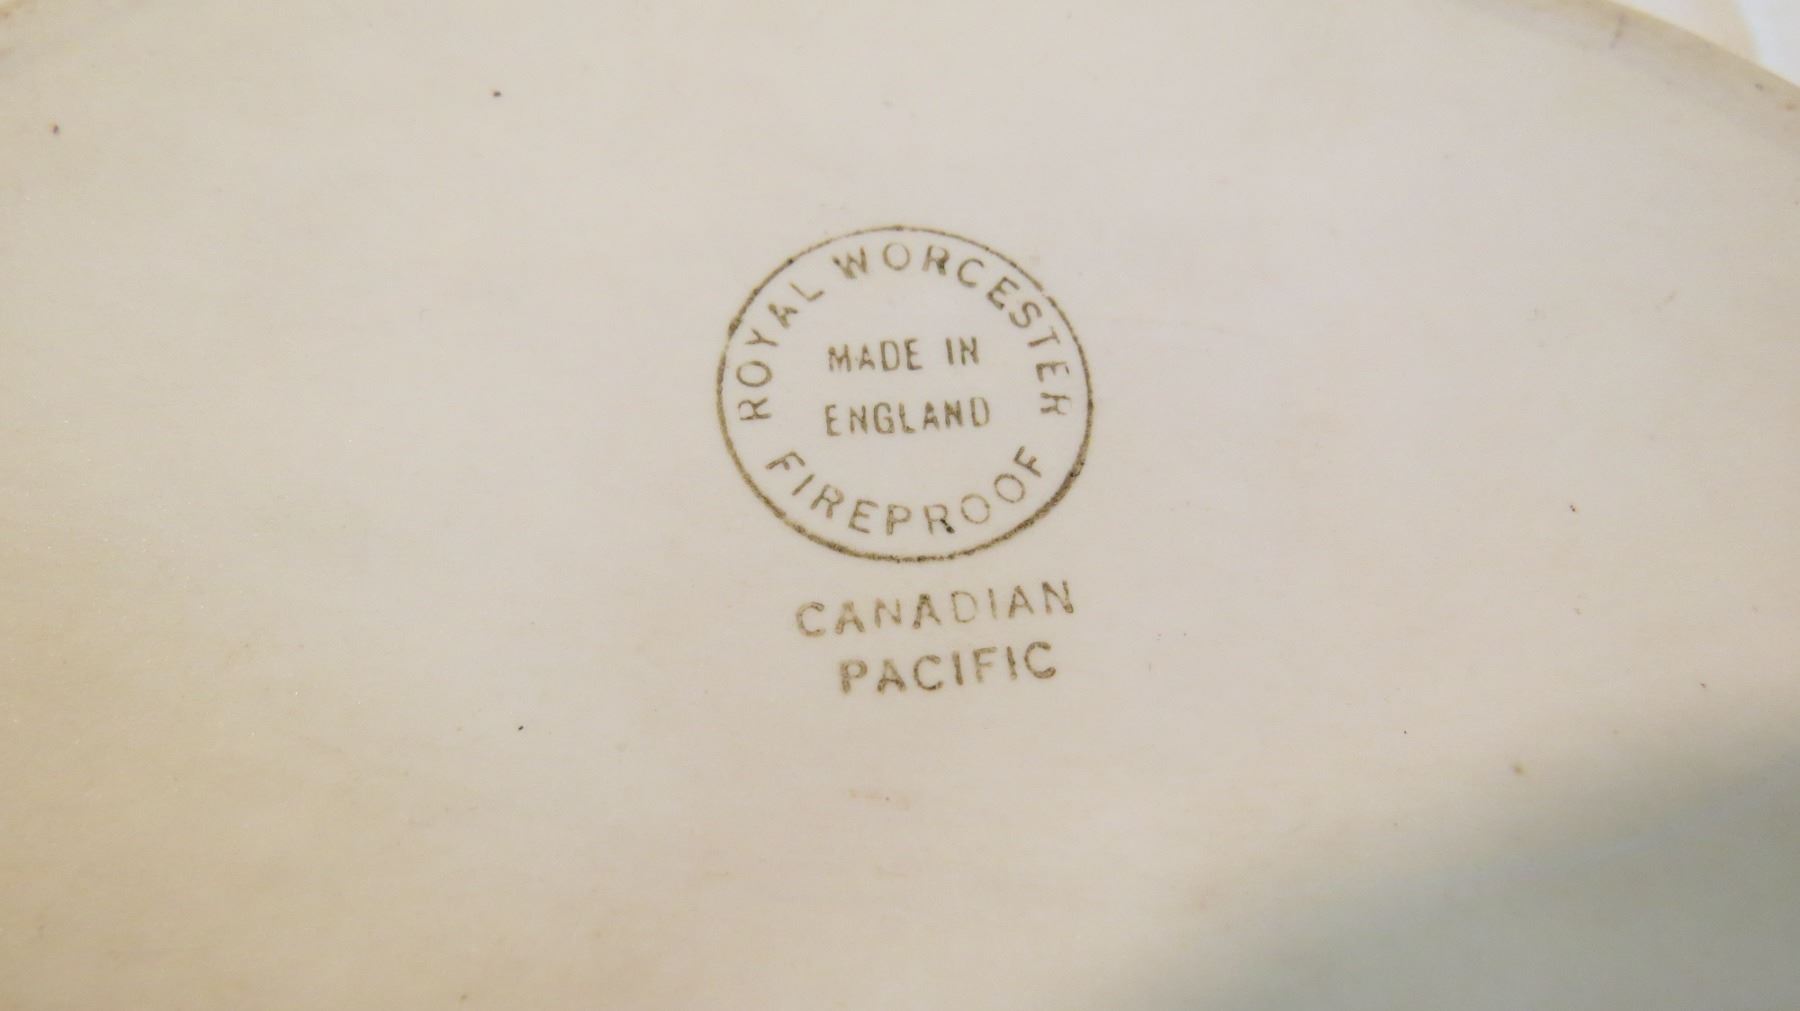 ROYAL WORCESTER
MADE IN
ENGLAND
FIREPROOF
CANADIAN
PACIFIC